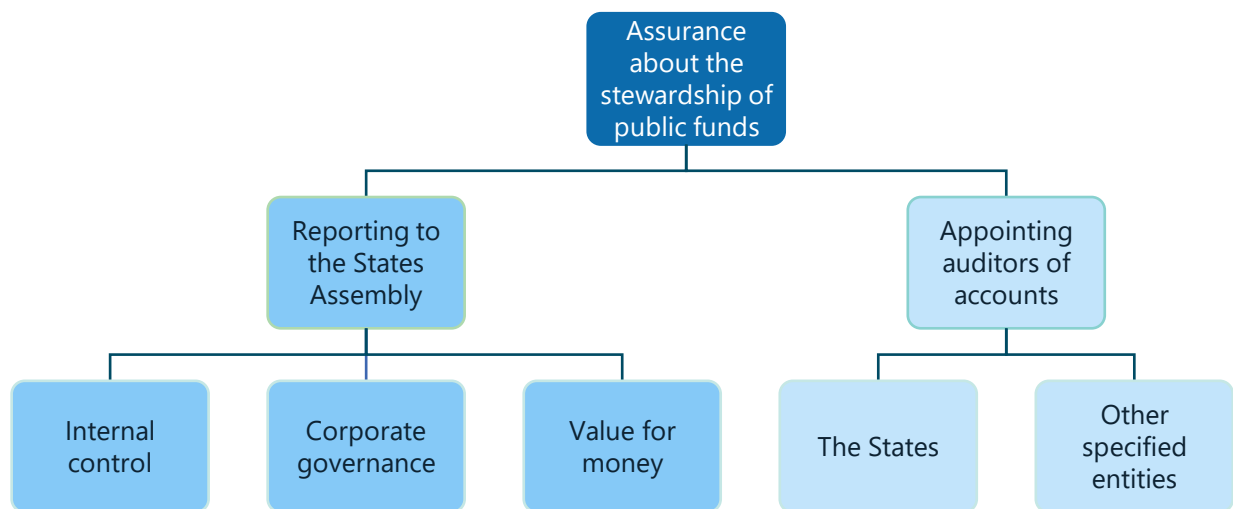 Assurance
about the
stewardship of
public funds
Reporting to
the States
Assembly
Appointing
auditors of
accounts
Internal
control
Corporate
governance
Value for
money
The States
Other
specified
entities